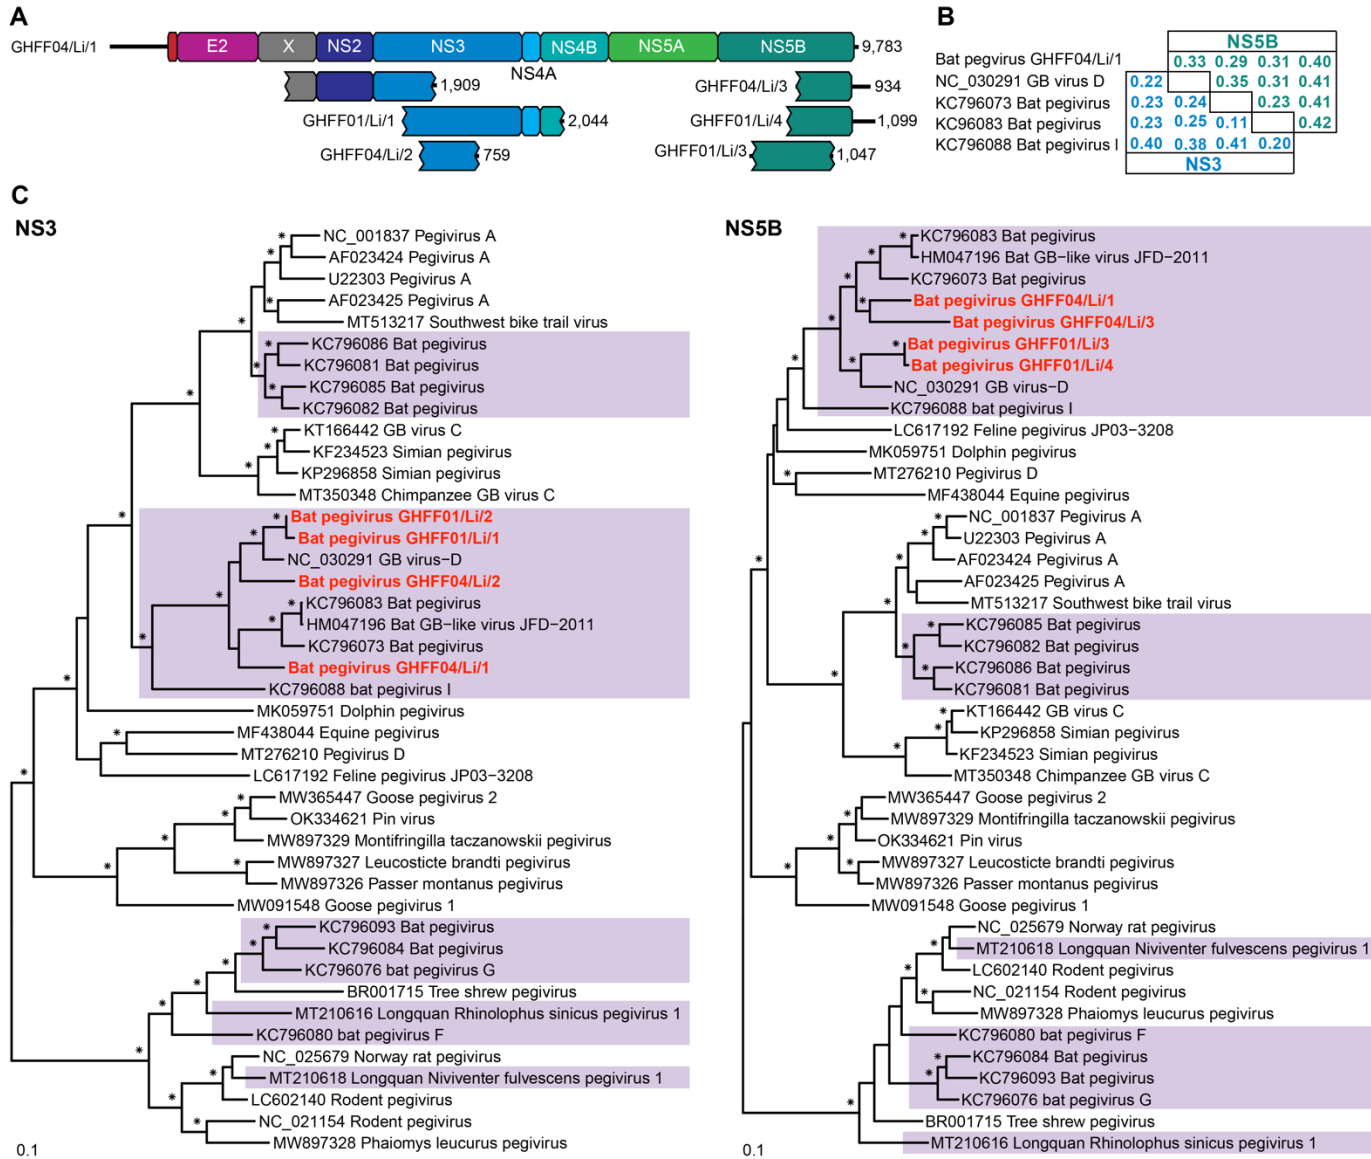 A
GHFF04/Li/1
E2
X
NS2
NS3
NS4B
NS5A
NS5B
9,783
NS4A
1,909
GHFF04/Li/3
934
GHFF01/Li/1
2,044
GHFF01/Li/4
1,099
GHFF04/Li/2
759
GHFF01/Li/3
1,047
B
NS5B
Bat pegivirus GHFF04/Li/1 0.33 0.29 0.31 0.40
NC_030291 GB virus D 0.22 0.35 0.31 0.41
KC796073 Bat pegivirus 0.23 0.24 0.23 0.41
KC96083 Bat pegivirus 0.23 0.25 0.11 0.42
KC796088 Bat pegivirus I 0.40 0.38 0.41 0.20
NS3
C
NS3
NC_001837 Pegivirus A
AF023424 Pegivirus A
U22303 Pegivirus A
AF023425 Pegivirus A
MT513217 Southwest bike trail virus
KC796086 Bat pegivirus
KC796081 Bat pegivirus
KC796085 Bat pegivirus
KC796082 Bat pegivirus
KT166442 GB virus C
KF234523 Simian pegivirus
KP296858 Simian pegivirus
MT350348 Chimpanzee GB virus C
Bat pegivirus GHFF01/Li/2
Bat pegivirus GHFF01/Li/1
NC_030291 GB virus-D
Bat pegivirus GHFF04/Li/2
KC796083 Bat pegivirus
HM047196 Bat GB-like virus JFD-2011
KC796073 Bat pegivirus
Bat pegivirus GHFF04/Li/1
KC796088 bat pegivirus I
MK059751 Dolphin pegivirus
MF438044 Equine pegivirus
MT276210 Pegivirus D
LC617192 Feline pegivirus JP03-3208
MW365447 Goose pegivirus 2
OK334621 Pin virus
MW897329 Montifringilla taczanowskii pegivirus
MW897327 Leucosticte brandti pegivirus
MW897326 Passer montanus pegivirus
MW091548 Goose pegivirus 1
KC796093 Bat pegivirus
KC796084 Bat pegivirus
KC796076 bat pegivirus G
BR001715 Tree shrew pegivirus
MT210616 Longquan Rhinolophus sinicus pegivirus 1
KC796080 bat pegivirus F
NC_025679 Norway rat pegivirus
MT210618 Longquan Niviventer fulvescens pegivirus 1
LC602140 Rodent pegivirus
NC_021154 Rodent pegivirus
MW897328 Phaiomys leucurus pegivirus
0.1
NS5B
KC796083 Bat pegivirus
HM047196 Bat GB-like virus JFD-2011
KC796073 Bat pegivirus
Bat pegivirus GHFF04/Li/1
Bat pegivirus GHFF04/Li/3
Bat pegivirus GHFF01/Li/3
Bat pegivirus GHFF01/Li/4
NC_030291 GB virus-D
KC796088 bat pegivirus I
LC617192 Feline pegivirus JP03-3208
MK059751 Dolphin pegivirus
MT276210 Pegivirus D
MF438044 Equine pegivirus
NC_001837 Pegivirus A
U22303 Pegivirus A
AF023424 Pegivirus A
AF023425 Pegivirus A
MT513217 Southwest bike trail virus
KC796085 Bat pegivirus
KC796082 Bat pegivirus
KC796086 Bat pegivirus
KC796081 Bat pegivirus
KT166442 GB virus C
KP296858 Simian pegivirus
KF234523 Simian pegivirus
MT350348 Chimpanzee GB virus C
MW365447 Goose pegivirus 2
MW897329 Montifringilla taczanowskii pegivirus
OK334621 Pin virus
MW897327 Leucosticte brandti pegivirus
MW897326 Passer montanus pegivirus
MW091548 Goose pegivirus 1
NC_025679 Norway rat pegivirus
MT210618 Longquan Niviventer fulvescens pegivirus 1
LC602140 Rodent pegivirus
NC_021154 Rodent pegivirus
MW897328 Phaiomys leucurus pegivirus
KC796080 bat pegivirus F
KC796084 Bat pegivirus
KC796093 Bat pegivirus
KC796076 bat pegivirus G
BR001715 Tree shrew pegivirus
MT210616 Longquan Rhinolophus sinicus pegivirus 1
0.1